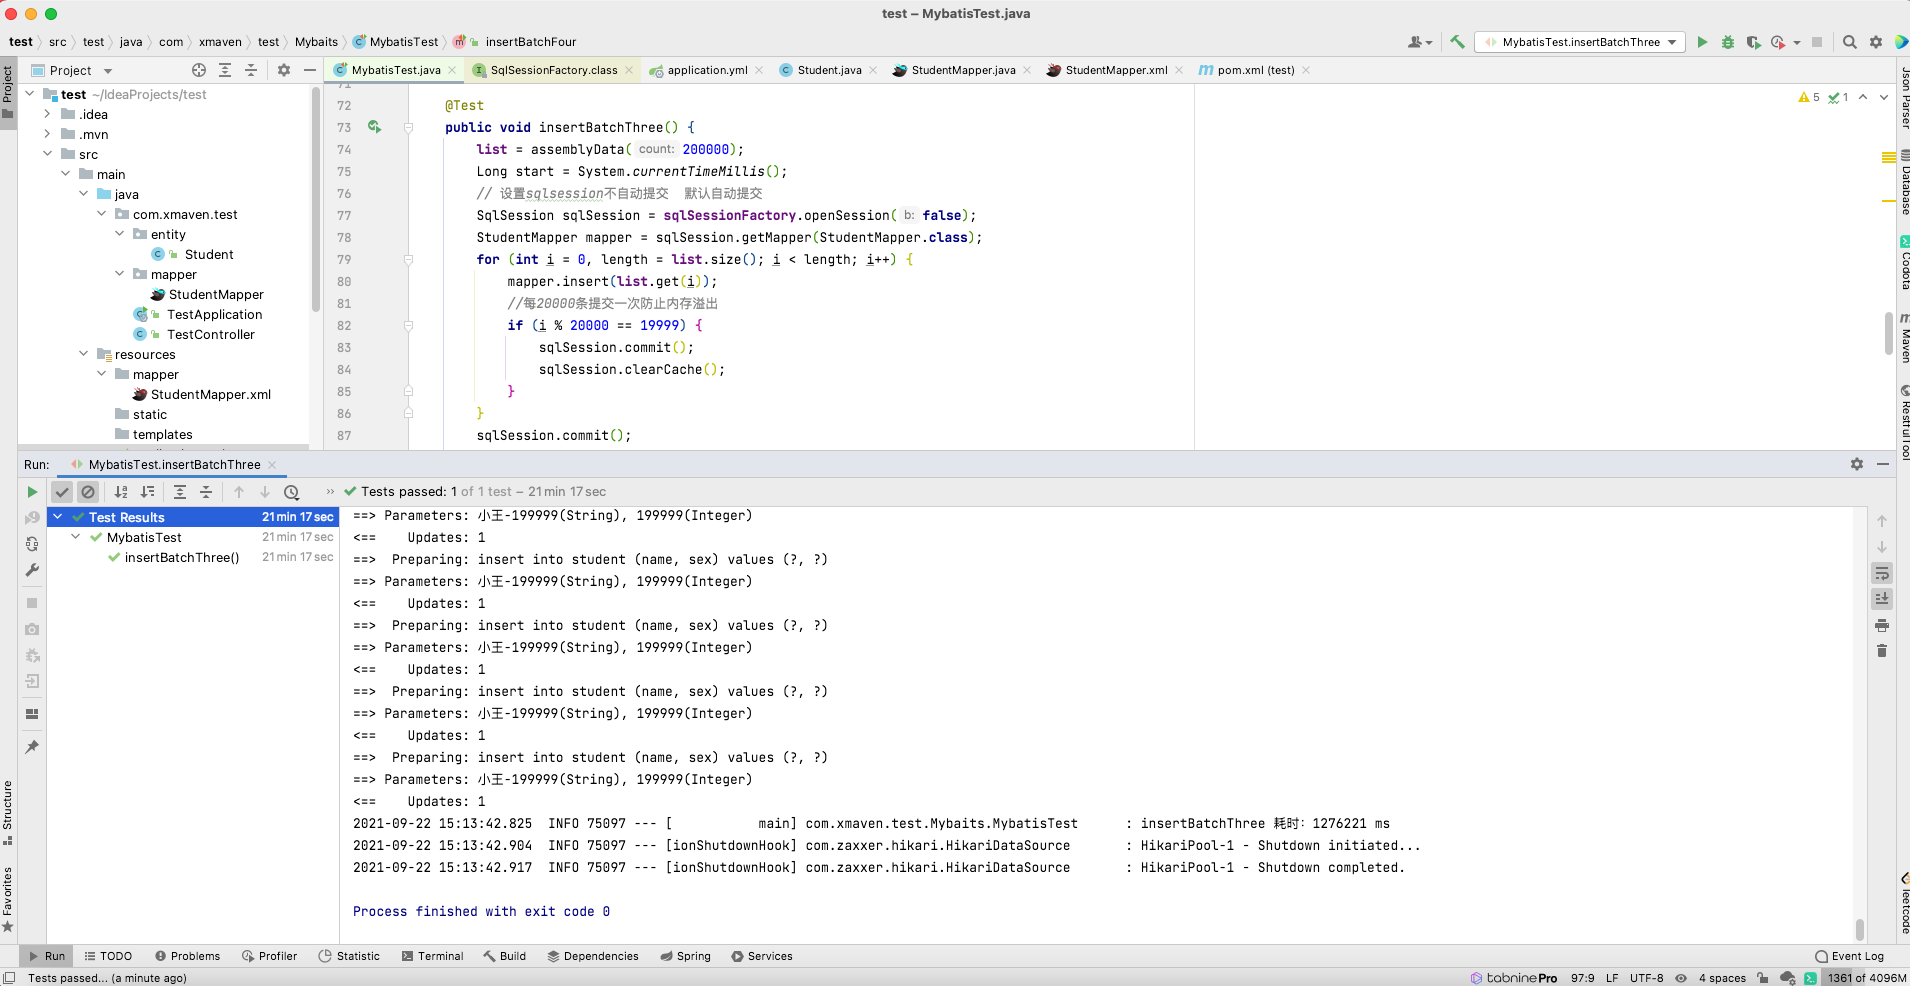 test – MybatisTest.java
test src test java com xmaven test Mybaits MybatisTest insertBatchFour
MybatisTest.insertBatchThree
Project
MybatisTest.java SqlSessionFactory.class application.yml Student.java StudentMapper.java StudentMapper.xml pom.xml (test)
test ~/IdeaProjects/test
.idea
.mvn
src
main
java
com.xmaven.test
entity
Student
mapper
StudentMapper
TestApplication
TestController
resources
mapper
StudentMapper.xml
static
templates
5 1
71
72 @Test
73 public void insertBatchThree() {
74 list = assemblyData( count: 200000);
75 Long start = System.currentTimeMillis();
76 // 设置sqlsession不自动提交 默认自动提交
77 SqlSession sqlSession = sqlSessionFactory.openSession( b: false);
78 StudentMapper mapper = sqlSession.getMapper(StudentMapper.class);
79 for (int i = 0, length = list.size(); i < length; i++) {
80 mapper.insert(list.get(i));
81 //每20000条提交一次防止内存溢出
82 if (i % 20000 == 19999) {
83 sqlSession.commit();
84 sqlSession.clearCache();
85 }
86 }
87 sqlSession.commit();
Run: MybatisTest.insertBatchThree
Tests passed: 1 of 1 test – 21 min 17 sec
Test Results 21 min 17 sec
MybatisTest 21 min 17 sec
insertBatchThree() 21 min 17 sec
==> Parameters: 小王-199999(String), 199999(Integer)
<==    Updates: 1
==>  Preparing: insert into student (name, sex) values (?, ?)
==> Parameters: 小王-199999(String), 199999(Integer)
<==    Updates: 1
==>  Preparing: insert into student (name, sex) values (?, ?)
==> Parameters: 小王-199999(String), 199999(Integer)
<==    Updates: 1
==>  Preparing: insert into student (name, sex) values (?, ?)
==> Parameters: 小王-199999(String), 199999(Integer)
<==    Updates: 1
==>  Preparing: insert into student (name, sex) values (?, ?)
==> Parameters: 小王-199999(String), 199999(Integer)
<==    Updates: 1
2021-09-22 15:13:42.825  INFO 75097 --- [           main] com.xmaven.test.Mybaits.MybatisTest      : insertBatchThree 耗时: 1276221 ms
2021-09-22 15:13:42.904  INFO 75097 --- [ionShutdownHook] com.zaxxer.hikari.HikariDataSource       : HikariPool-1 - Shutdown initiated...
2021-09-22 15:13:42.917  INFO 75097 --- [ionShutdownHook] com.zaxxer.hikari.HikariDataSource       : HikariPool-1 - Shutdown completed.
Process finished with exit code 0
Project
Structure
Favorites
Json Parser
Database
Codota
Maven
RestfulTool
leetcode
Run TODO Problems Profiler Statistic Terminal Build Dependencies Spring Services Event Log
Tests passed... (a minute ago) tabnine Pro 97:9 LF UTF-8 4 spaces 1361 of 4096M